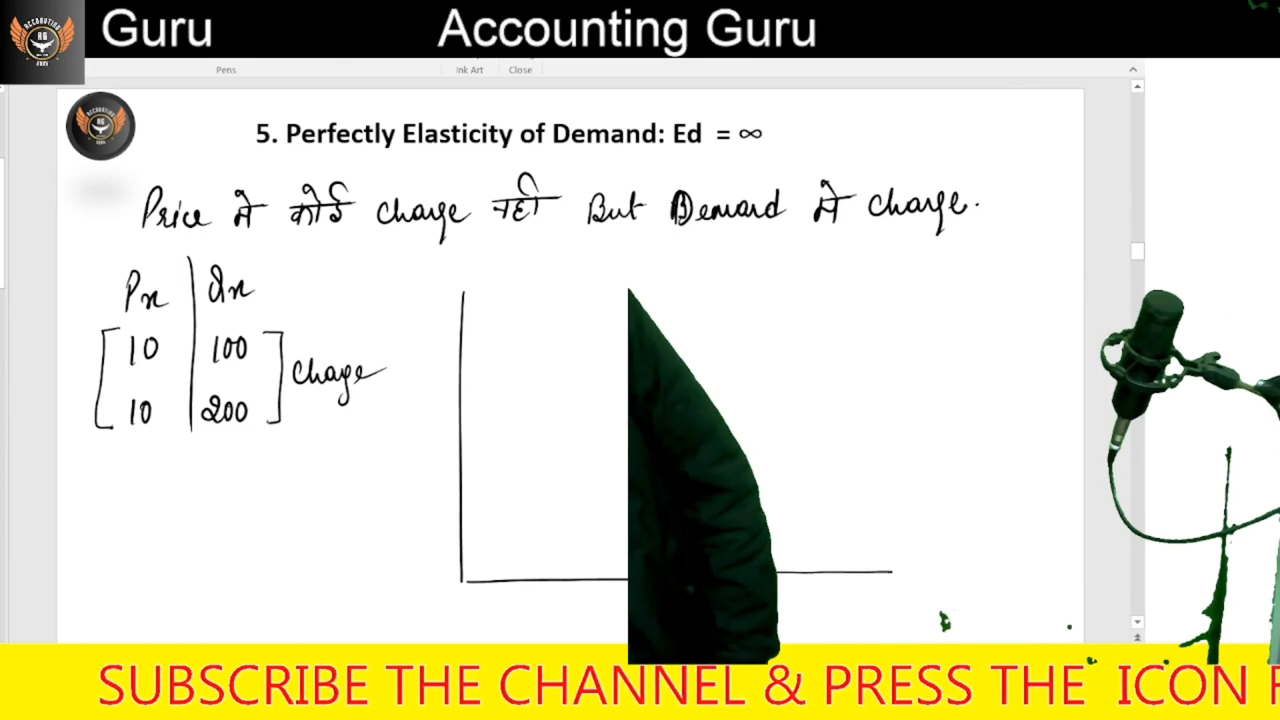 Guru Accounting Guru
Pens Ink Art Close
5. Perfectly Elasticity of Demand: Ed = ∞
Price मे कोई change नही But Demand मे change.
Px Qx
10 100
change
10 200
SUBSCRIBE THE CHANNEL & PRESS THE ICON